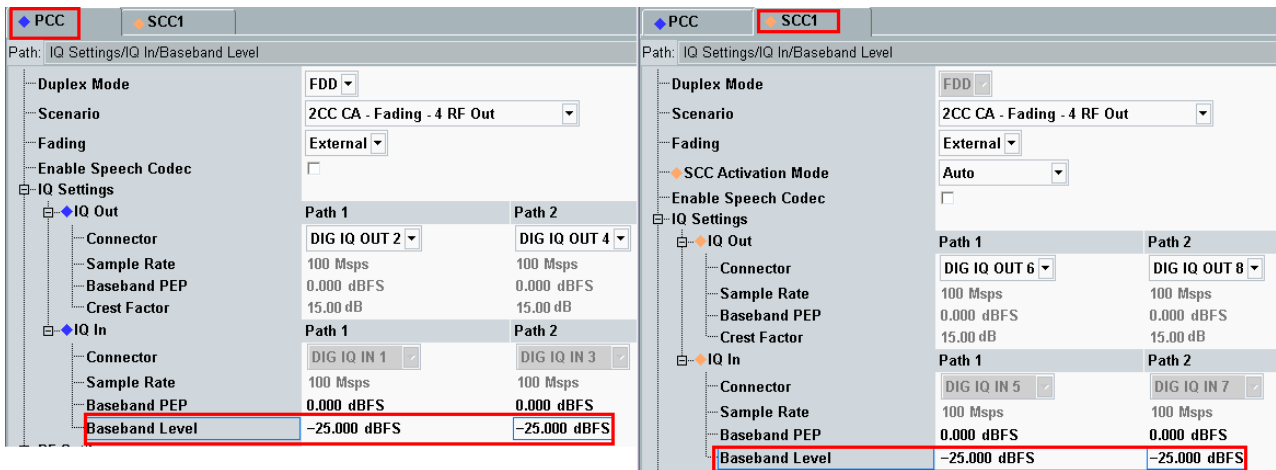 PCC SCC1
Path: IQ Settings/IQ In/Baseband Level
Duplex Mode FDD
Scenario 2CC CA - Fading - 4 RF Out
Fading External
Enable Speech Codec
IQ Settings
IQ Out Path 1 Path 2
Connector DIG IQ OUT 2 DIG IQ OUT 4
Sample Rate 100 Msps 100 Msps
Baseband PEP 0.000 dBFS 0.000 dBFS
Crest Factor 15.00 dB 15.00 dB
IQ In Path 1 Path 2
Connector DIG IQ IN 1 DIG IQ IN 3
Sample Rate 100 Msps 100 Msps
Baseband PEP 0.000 dBFS 0.000 dBFS
Baseband Level −25.000 dBFS −25.000 dBFS
PCC SCC1
Path: IQ Settings/IQ In/Baseband Level
Duplex Mode FDD
Scenario 2CC CA - Fading - 4 RF Out
Fading External
SCC Activation Mode Auto
Enable Speech Codec
IQ Settings
IQ Out Path 1 Path 2
Connector DIG IQ OUT 6 DIG IQ OUT 8
Sample Rate 100 Msps 100 Msps
Baseband PEP 0.000 dBFS 0.000 dBFS
Crest Factor 15.00 dB 15.00 dB
IQ In Path 1 Path 2
Connector DIG IQ IN 5 DIG IQ IN 7
Sample Rate 100 Msps 100 Msps
Baseband PEP 0.000 dBFS 0.000 dBFS
Baseband Level −25.000 dBFS −25.000 dBFS